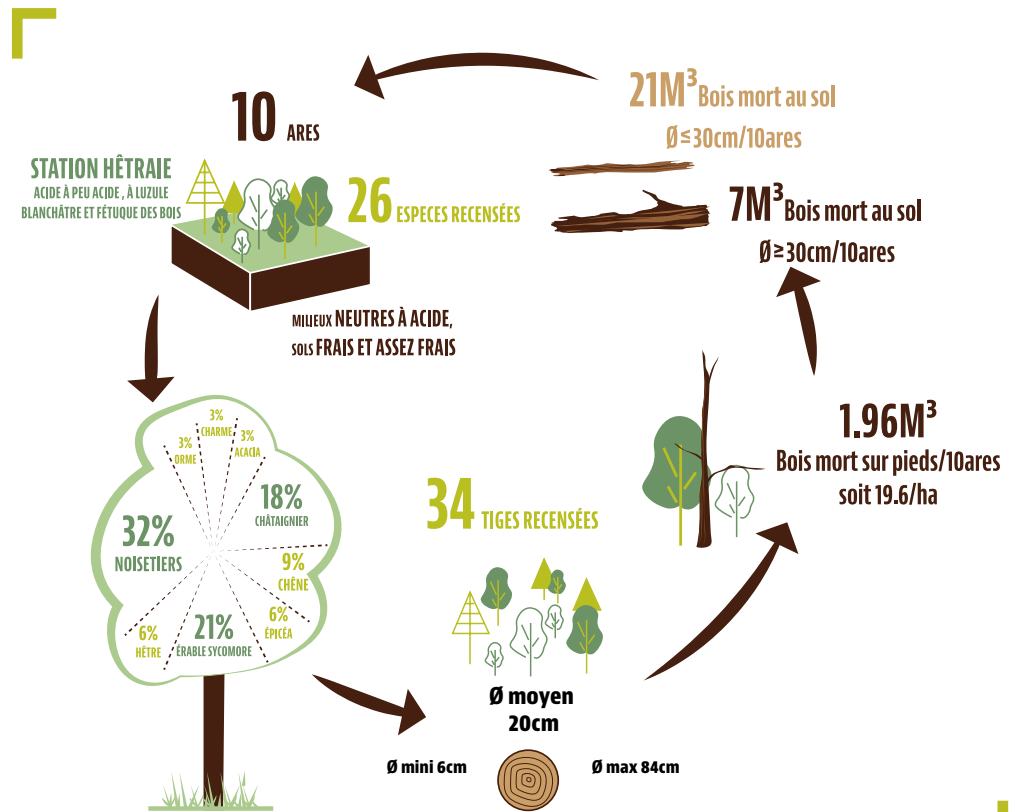 10 ARES
STATION HÊTRAIE
ACIDE À PEU ACIDE , À LUZULE
BLANCHÂTRE ET FÉTUQUE DES BOIS
26 ESPECES RECENSÉES
MILIEUX NEUTRES À ACIDE,
SOLS FRAIS ET ASSEZ FRAIS
21M³ Bois mort au sol
Ø≤30cm/10ares
7M³ Bois mort au sol
Ø≥30cm/10ares
1.96M³
Bois mort sur pieds/10ares
soit 19.6/ha
3%
CHARME
3%
ORME
3%
ACACIA
18%
CHÂTAIGNIER
32%
NOISETIERS
9%
CHÊNE
6%
ÉPICÉA
21%
ÉRABLE SYCOMORE
6%
HÊTRE
34 TIGES RECENSÉES
Ø moyen
20cm
Ø mini 6cm
Ø max 84cm